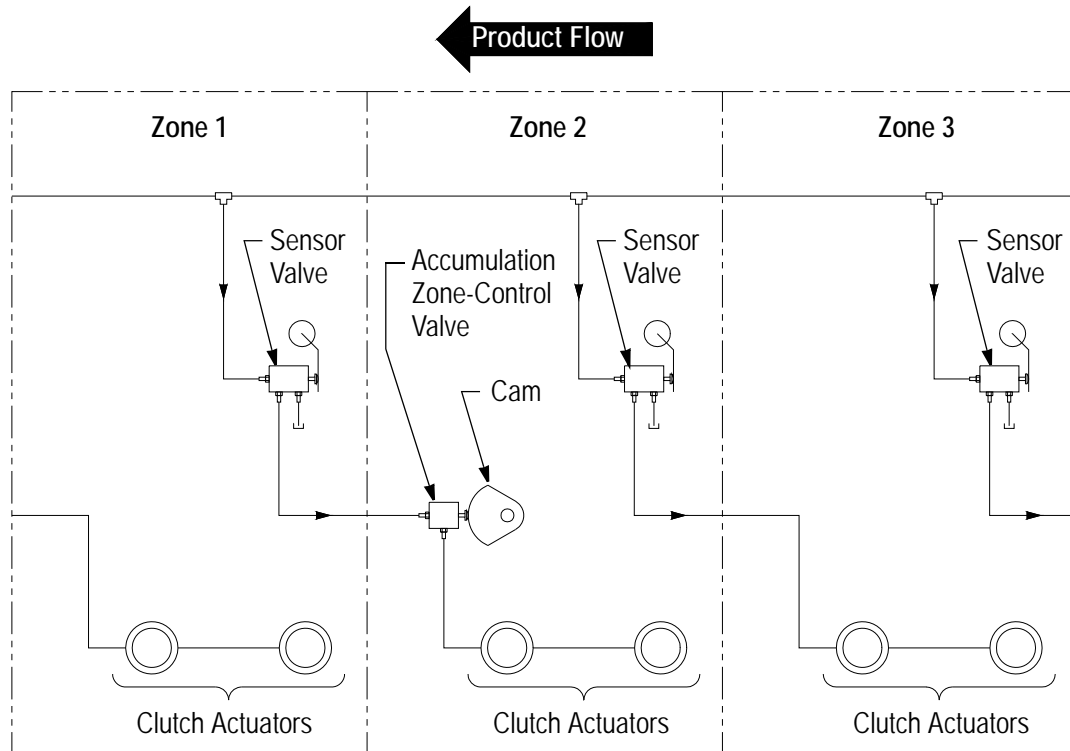 Product Flow
Zone 1
Zone 2
Zone 3
Sensor
Valve
Accumulation
Zone-Control
Valve
Sensor
Valve
Sensor
Valve
Cam
Clutch Actuators
Clutch Actuators
Clutch Actuators